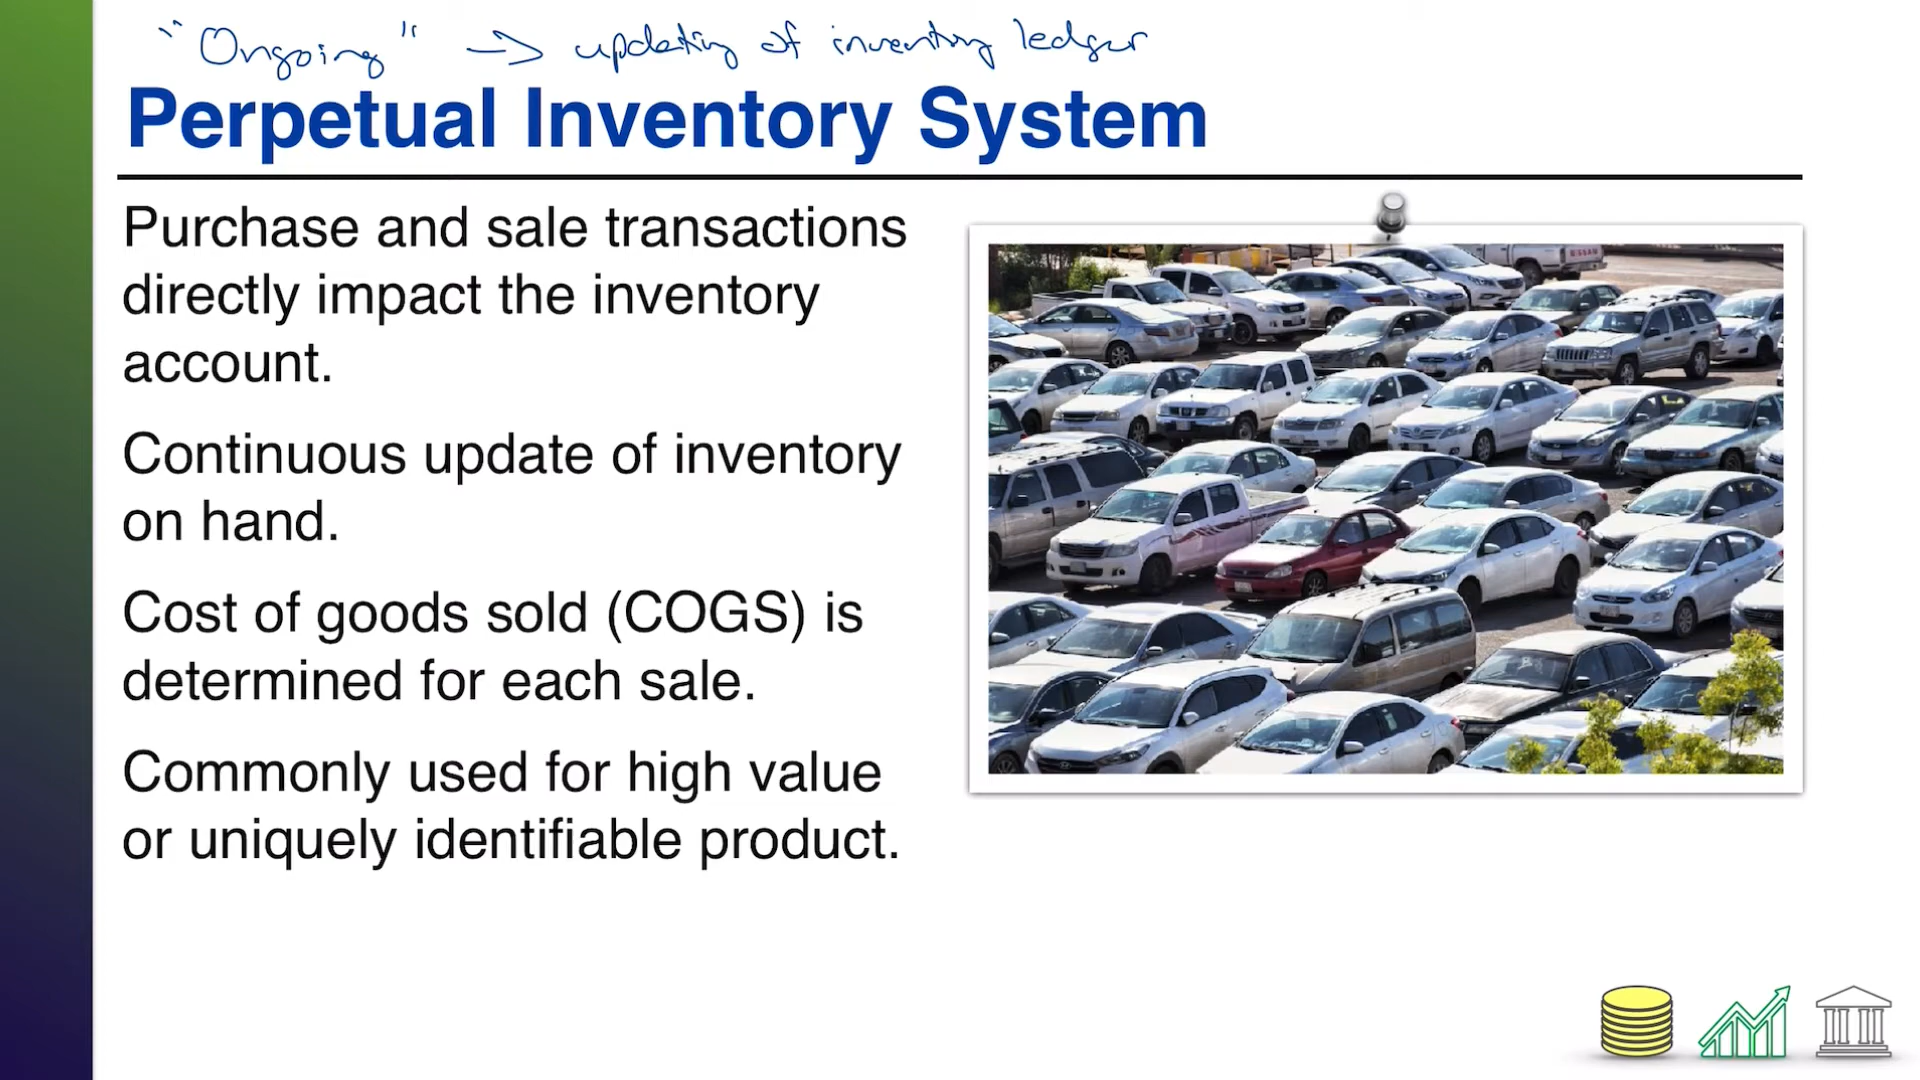 "Ongoing" → updating of inventory ledger
Perpetual Inventory System
Purchase and sale transactions
directly impact the inventory
account.
Continuous update of inventory
on hand.
Cost of goods sold (COGS) is
determined for each sale.
Commonly used for high value
or uniquely identifiable product.
NISSAN